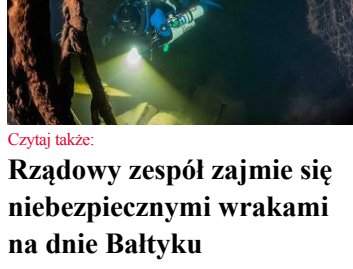 Czytaj także:
Rządowy zespół zajmie się
niebezpiecznymi wrakami
na dnie Bałtyku